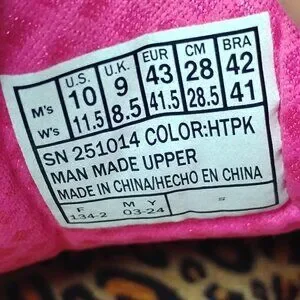 U.S. U.K. EUR CM BRA
M's 10 9 43 28 42
W's 11.5 8.5 41.5 28.5 41
SN 251014 COLOR:HTPK
MAN MADE UPPER
MADE IN CHINA/HECHO EN CHINA
F M Y S
134-2 03-24